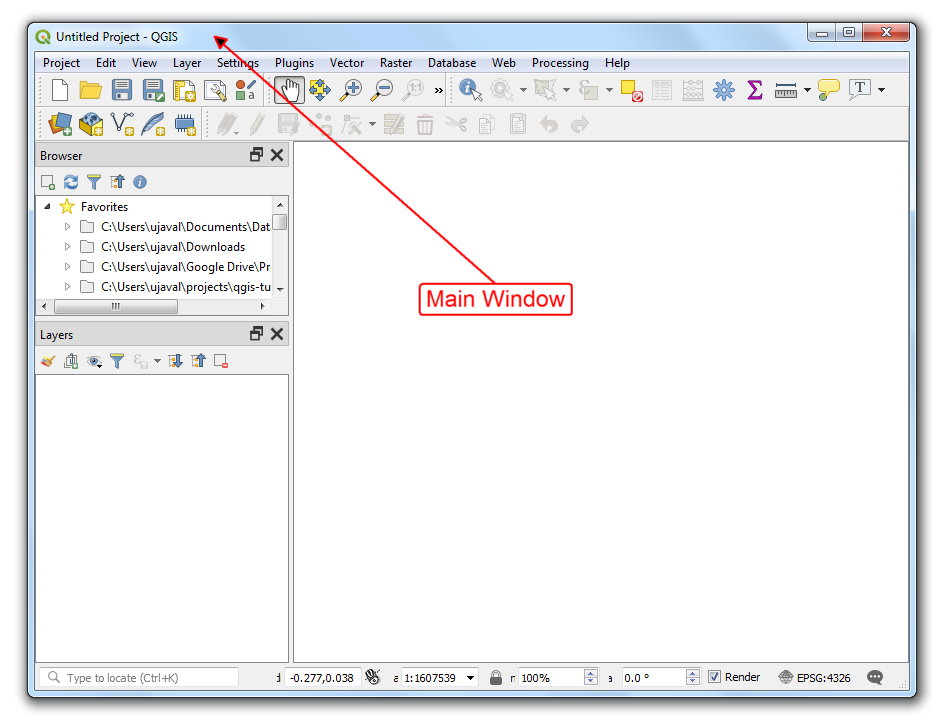 Untitled Project - QGIS
Project Edit View Layer Settings Plugins Vector Raster Database Web Processing Help
1:1
»
a
T
Browser
Favorites
C:\Users\ujaval\Documents\Dat
C:\Users\ujaval\Downloads
C:\Users\ujaval\Google Drive\Pr
C:\Users\ujaval\projects\qgis-tu
Main Window
Layers
Type to locate (Ctrl+K) -0.277,0.038 a 1:1607539 100% 0.0 ° Render EPSG:4326